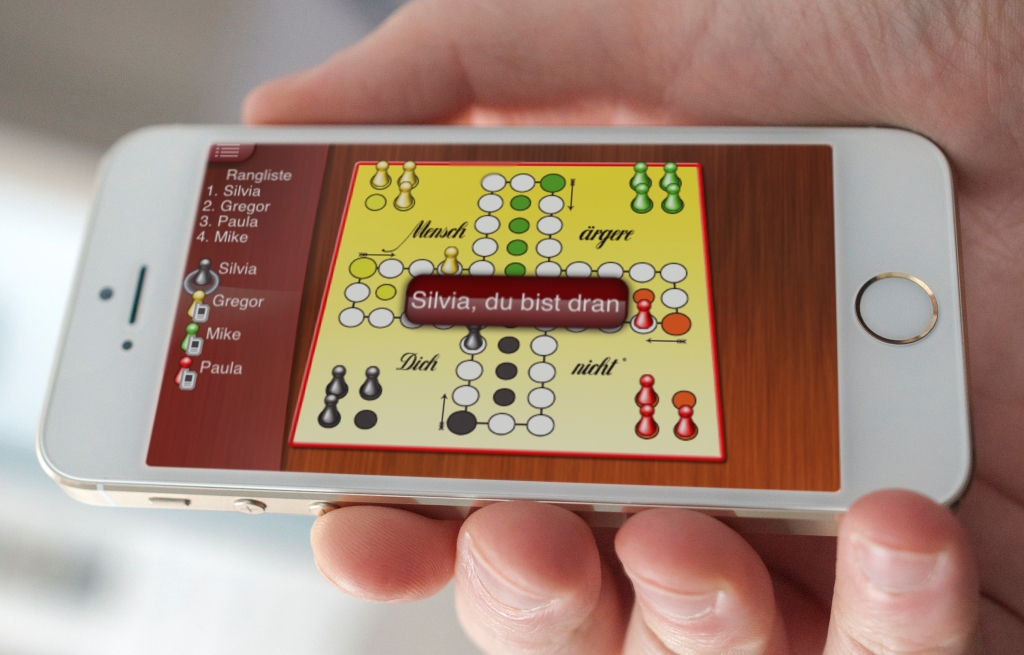 Rangliste
1. Silvia
2. Gregor
3. Paula
4. Mike
Silvia
Gregor
Mike
Paula
Mensch ärgere
Silvia, du bist dran
Dich nicht®